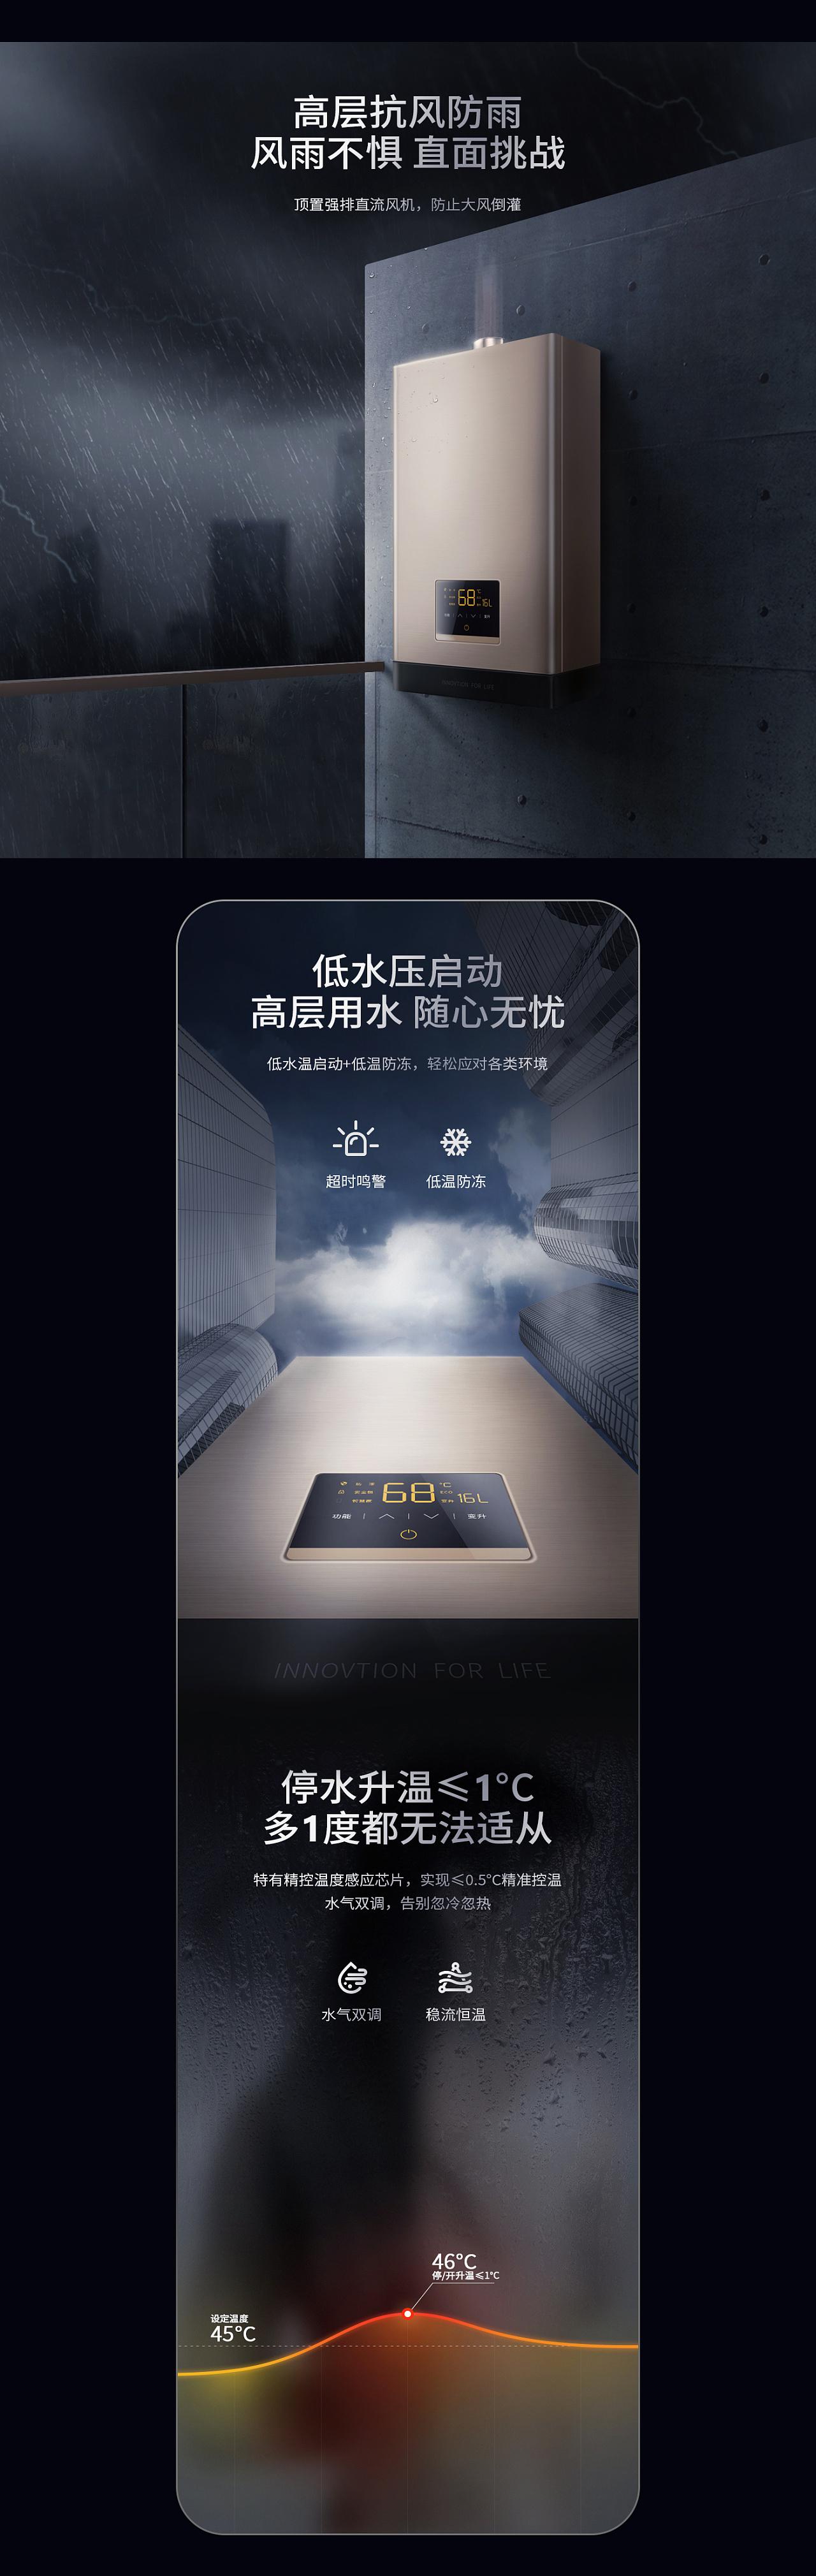 高层抗风防雨
风雨不惧 直面挑战
顶置强排直流风机，防止大风倒灌
68 °C
16L
INNOVTION FOR LIFE
低水压启动
高层用水 随心无忧
低水温启动+低温防冻，轻松应对各类环境
超时鸣警 低温防冻
68 °C
ECO
16L
功能 变升
INNOVTION FOR LIFE
停水升温≤1°C
多1度都无法适从
特有精控温度感应芯片，实现≤0.5°C精准控温
水气双调，告别忽冷忽热
水气双调 稳流恒温
46°C
停/开升温≤1°C
设定温度
45°C